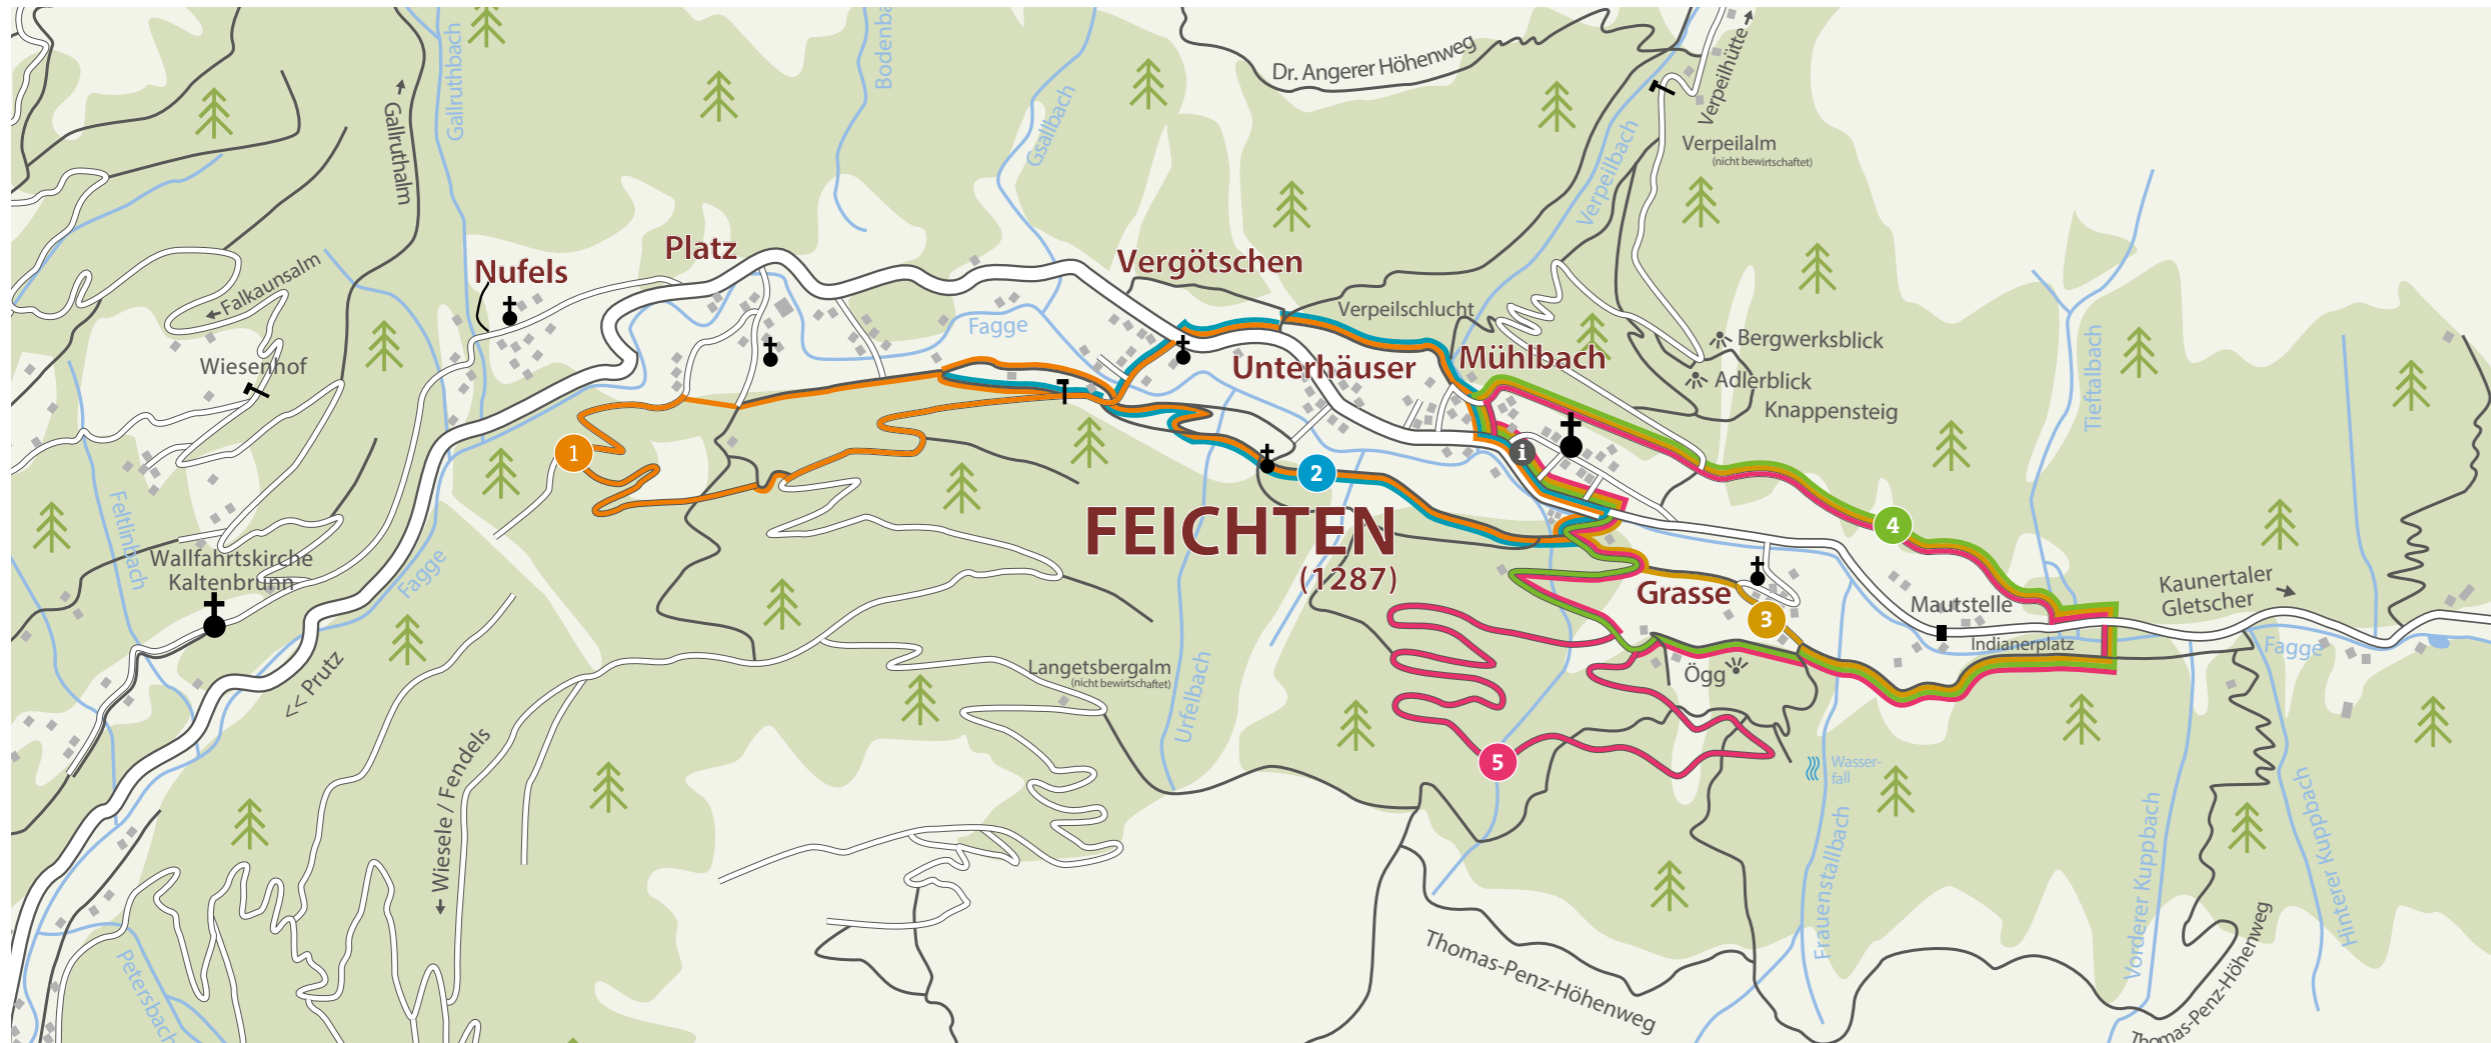 Gallruthbach
Bodenba
Gsallbach
Dr. Angerer Höhenweg
Verpeilhütte
Gallruthalm
Verpeilbach
Verpeilalm
(nicht bewirtschaftet)
Platz
Vergötschen
Nufels
Falkaunsalm
Verpeilschlucht
Fagge
Bergwerksblick
Mühlbach
Wiesenhof
Unterhäuser
Adlerblick
Knappensteig
Tieftalbach
1
i
2
Feltlinbach
FEICHTEN
(1287)
4
Wallfahrtskirche
Kaltenbrunn
Fagge
Grasse
3
Mautstelle
Kaunertaler
Gletscher
Indianerplatz
Fagge
<< Prutz
Langetsbergalm
(nicht bewirtschaftet)
Ögg
Urfelbach
5
Wasser-
fall
Wiesele / Fendels
Frauenstallbach
Vorderer Kuppbach
Hinterer Kuppbach
Petersbach
Thomas-Penz-Höhenweg
Thomas-Penz-Höhenweg